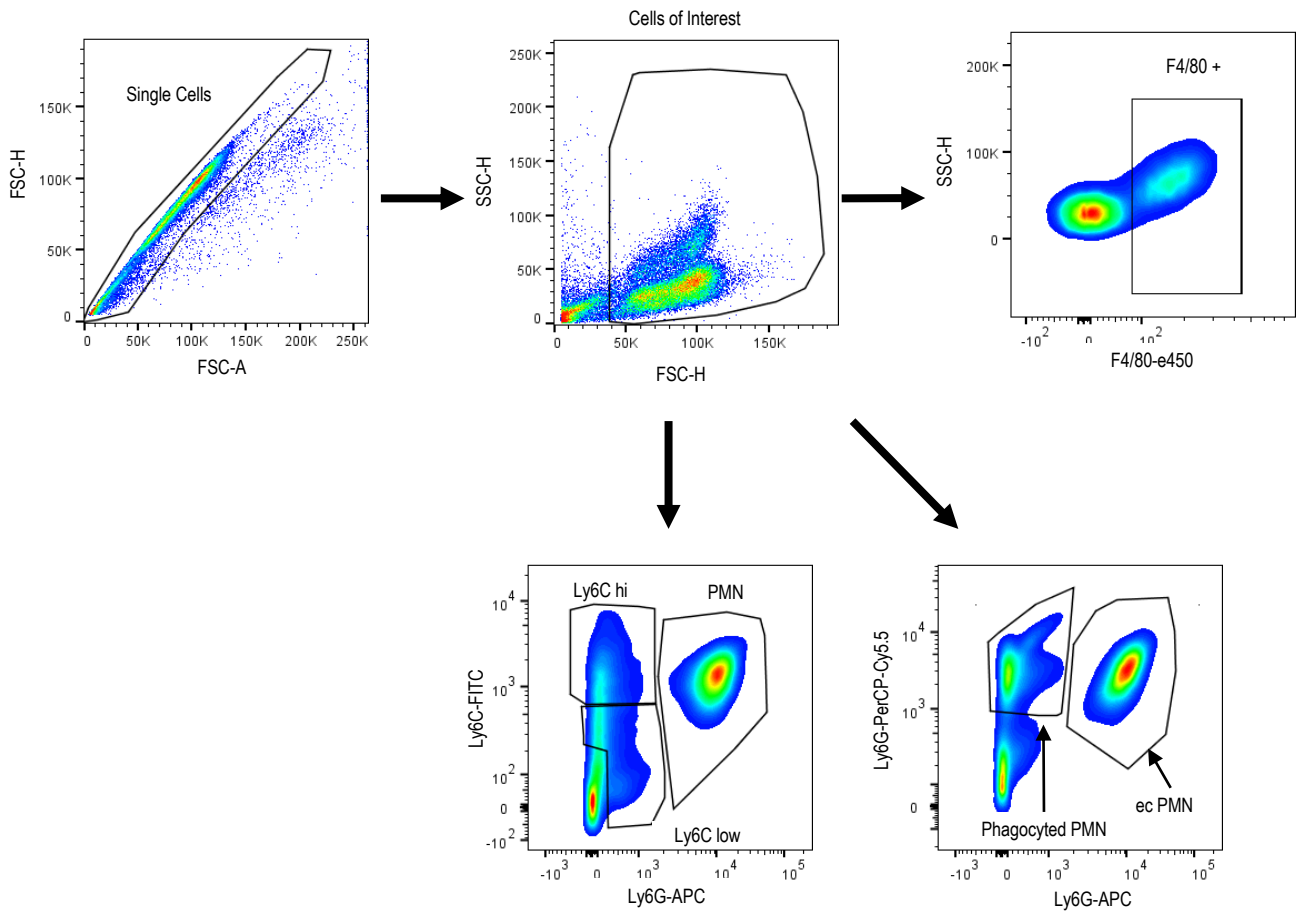 Cells of Interest
Single Cells
FSC-H
150K
100K
50K
0
0 50K 100K 150K 200K 250K
FSC-A
SSC-H
250K
200K
150K
100K
50K
0
0 50K 100K 150K
FSC-H
F4/80 +
SSC-H
200K
100K
0
-10^2 0 10^2
F4/80-e450
Ly6C hi PMN
Ly6C-FITC
10^4
10^3
10^2
0
-10^2
Ly6C low
-10^3 0 10^3 10^4 10^5
Ly6G-APC
Ly6G-PerCP-Cy5.5
10^4
10^3
0
ec PMN
Phagocyted PMN
-10^3 0 10^3 10^4 10^5
Ly6G-APC